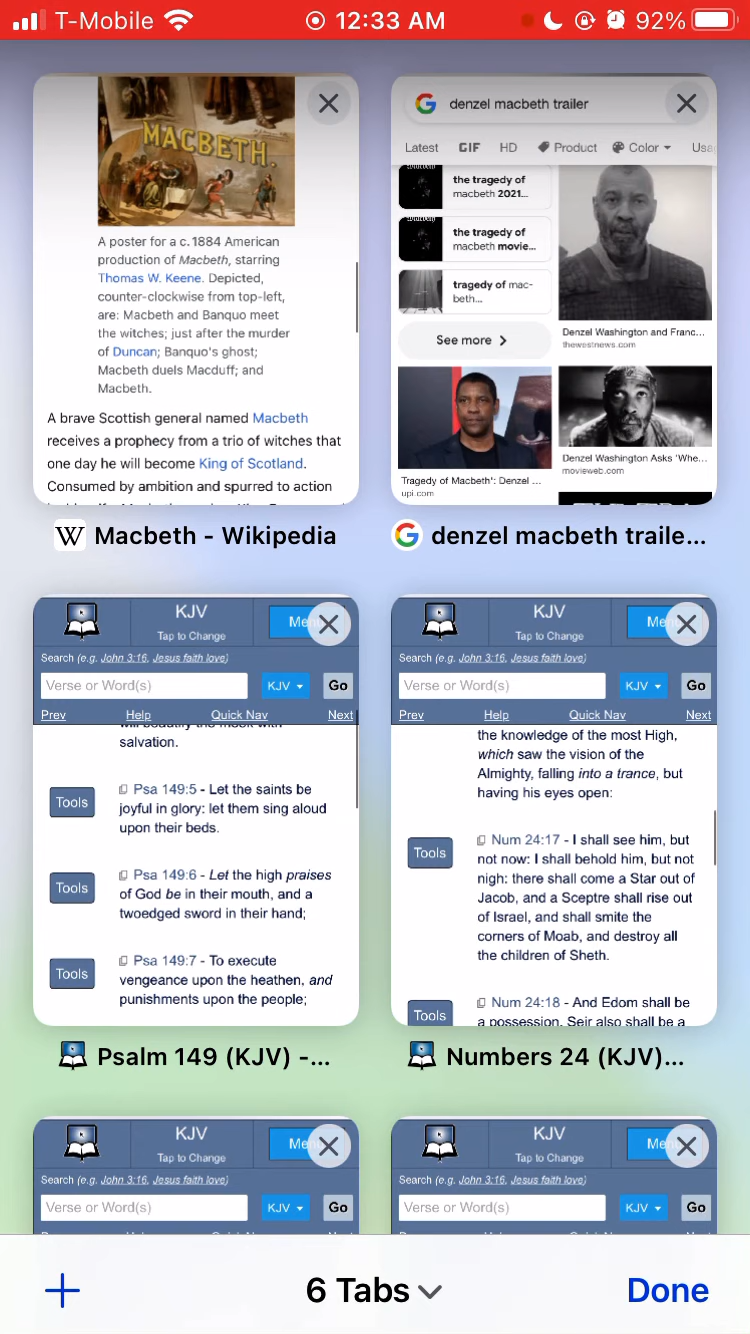 T-Mobile 12:33 AM 92%
MACBETH.
A poster for a c. 1884 American
production of Macbeth, starring
Thomas W. Keene. Depicted,
counter-clockwise from top-left,
are: Macbeth and Banquo meet
the witches; just after the murder
of Duncan; Banquo's ghost;
Macbeth duels Macduff; and
Macbeth.
A brave Scottish general named Macbeth
receives a prophecy from a trio of witches that
one day he will become King of Scotland.
Consumed by ambition and spurred to action
W Macbeth - Wikipedia
G denzel macbeth trailer
Latest GIF HD Product Color
the tragedy of
macbeth 2021...
the tragedy of
macbeth movie...
tragedy of mac-
beth...
See more
Denzel Washington and Franc...
thewestnews.com
Tragedy of Macbeth': Denzel ...
upi.com
Denzel Washington Asks 'Whe...
movieweb.com
G denzel macbeth traile...
KJV
Tap to Change
Search (e.g. John 3:16, Jesus faith love)
Verse or Word(s) KJV Go
Prev Help Quick Nav Next
salvation.
Tools
Psa 149:5 - Let the saints be
joyful in glory: let them sing aloud
upon their beds.
Tools
Psa 149:6 - Let the high praises
of God be in their mouth, and a
twoedged sword in their hand;
Tools
Psa 149:7 - To execute
vengeance upon the heathen, and
punishments upon the people;
Psalm 149 (KJV) -...
KJV
Tap to Change
Search (e.g. John 3:16, Jesus faith love)
Verse or Word(s) KJV Go
Prev Help Quick Nav Next
the knowledge of the most High,
which saw the vision of the
Almighty, falling into a trance, but
having his eyes open:
Tools
Num 24:17 - I shall see him, but
not now: I shall behold him, but not
nigh: there shall come a Star out of
Jacob, and a Sceptre shall rise out
of Israel, and shall smite the
corners of Moab, and destroy all
the children of Sheth.
Tools
Num 24:18 - And Edom shall be
a possession, Seir also shall be a
Numbers 24 (KJV)...
KJV
Tap to Change
Search (e.g. John 3:16, Jesus faith love)
Verse or Word(s) KJV Go
KJV
Tap to Change
Search (e.g. John 3:16, Jesus faith love)
Verse or Word(s) KJV Go
6 Tabs
Done